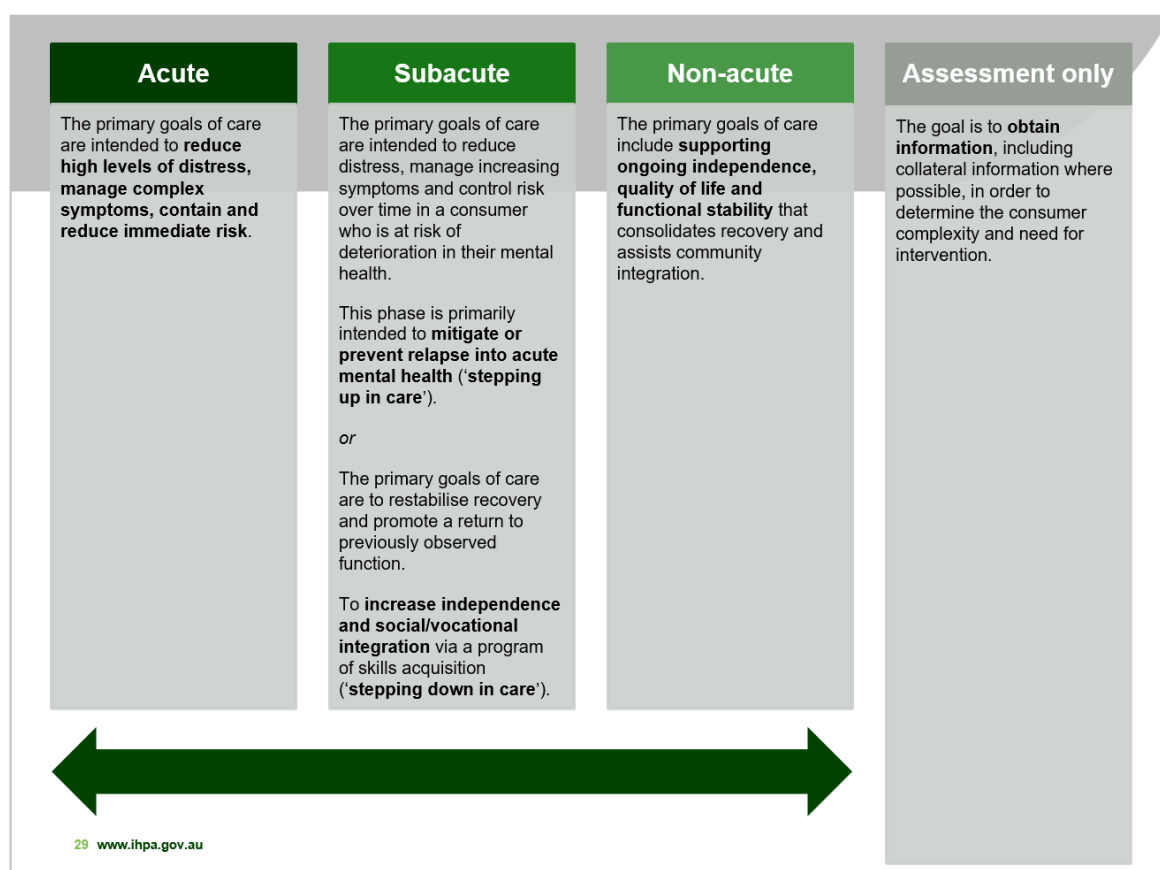 Acute
The primary goals of care
are intended to reduce
high levels of distress,
manage complex
symptoms, contain and
reduce immediate risk.
Subacute
The primary goals of care
are intended to reduce
distress, manage increasing
symptoms and control risk
over time in a consumer
who is at risk of
deterioration in their mental
health.
This phase is primarily
intended to mitigate or
prevent relapse into acute
mental health (‘stepping
up in care’).
or
The primary goals of care
are to restabilise recovery
and promote a return to
previously observed
function.
To increase independence
and social/vocational
integration via a program
of skills acquisition
(‘stepping down in care’).
Non-acute
The primary goals of care
include supporting
ongoing independence,
quality of life and
functional stability that
consolidates recovery and
assists community
integration.
Assessment only
The goal is to obtain
information, including
collateral information where
possible, in order to
determine the consumer
complexity and need for
intervention.
29 www.ihpa.gov.au